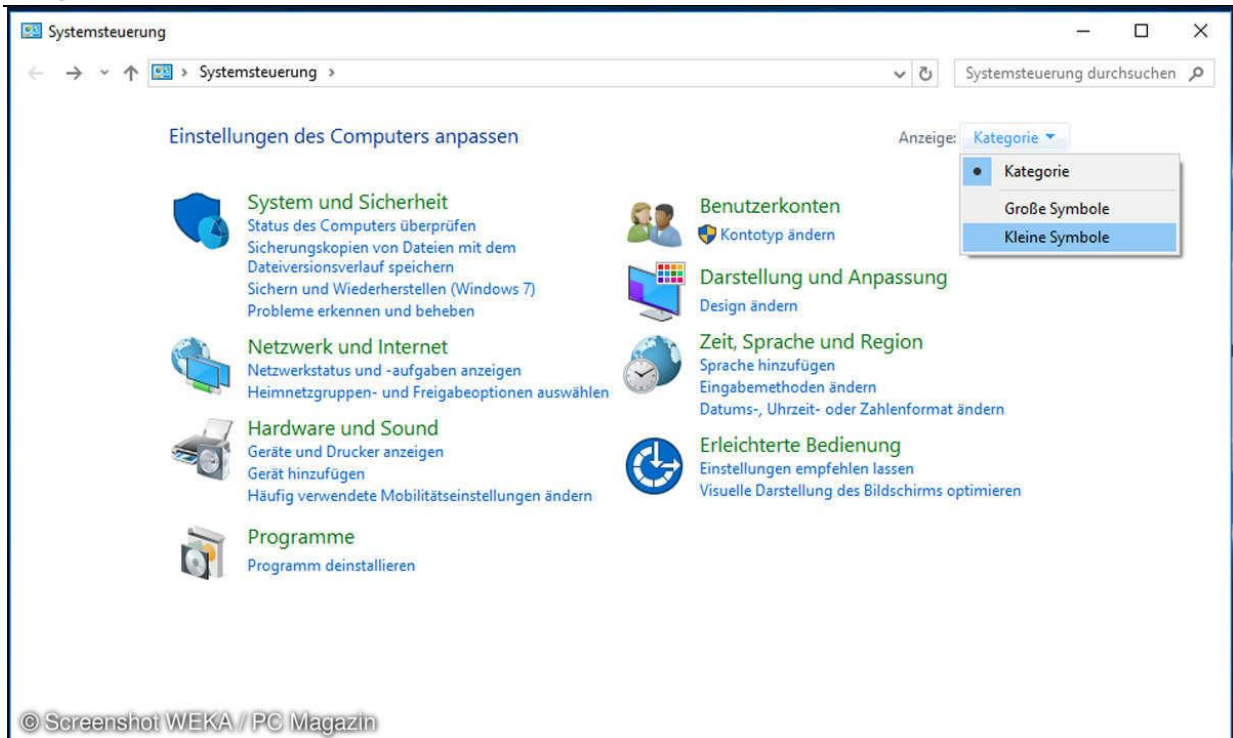 Systemsteuerung
Systemsteuerung
Systemsteuerung durchsuchen
Einstellungen des Computers anpassen
Anzeige: Kategorie
Kategorie
Große Symbole
Kleine Symbole
System und Sicherheit
Status des Computers überprüfen
Sicherungskopien von Dateien mit dem
Dateiversionsverlauf speichern
Sichern und Wiederherstellen (Windows 7)
Probleme erkennen und beheben
Netzwerk und Internet
Netzwerkstatus und -aufgaben anzeigen
Heimnetzgruppen- und Freigabeoptionen auswählen
Hardware und Sound
Geräte und Drucker anzeigen
Gerät hinzufügen
Häufig verwendete Mobilitätseinstellungen ändern
Programme
Programm deinstallieren
Benutzerkonten
Kontotyp ändern
Darstellung und Anpassung
Design ändern
Zeit, Sprache und Region
Sprache hinzufügen
Eingabemethoden ändern
Datums-, Uhrzeit- oder Zahlenformat ändern
Erleichterte Bedienung
Einstellungen empfehlen lassen
Visuelle Darstellung des Bildschirms optimieren
© Screenshot WEKA / PC Magazin